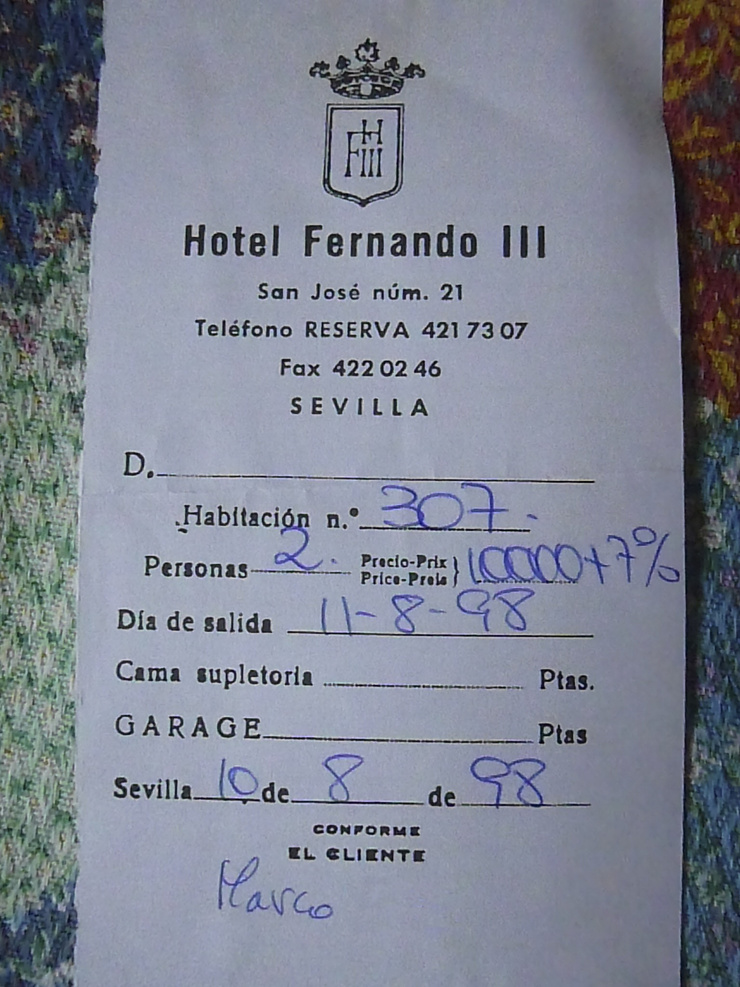 FHIII
Hotel Fernando III
San José núm. 21
Teléfono RESERVA 421 73 07
Fax 422 02 46
SEVILLA
D.
Habitación n.º 307.
Personas 2. Precio-Prix Price-Preis } 10000+7%
Día de salida 11-8-98
Cama supletoria Ptas.
GARAGE Ptas
Sevilla 10 de 8 de 98
CONFORME
EL CLIENTE
Marco